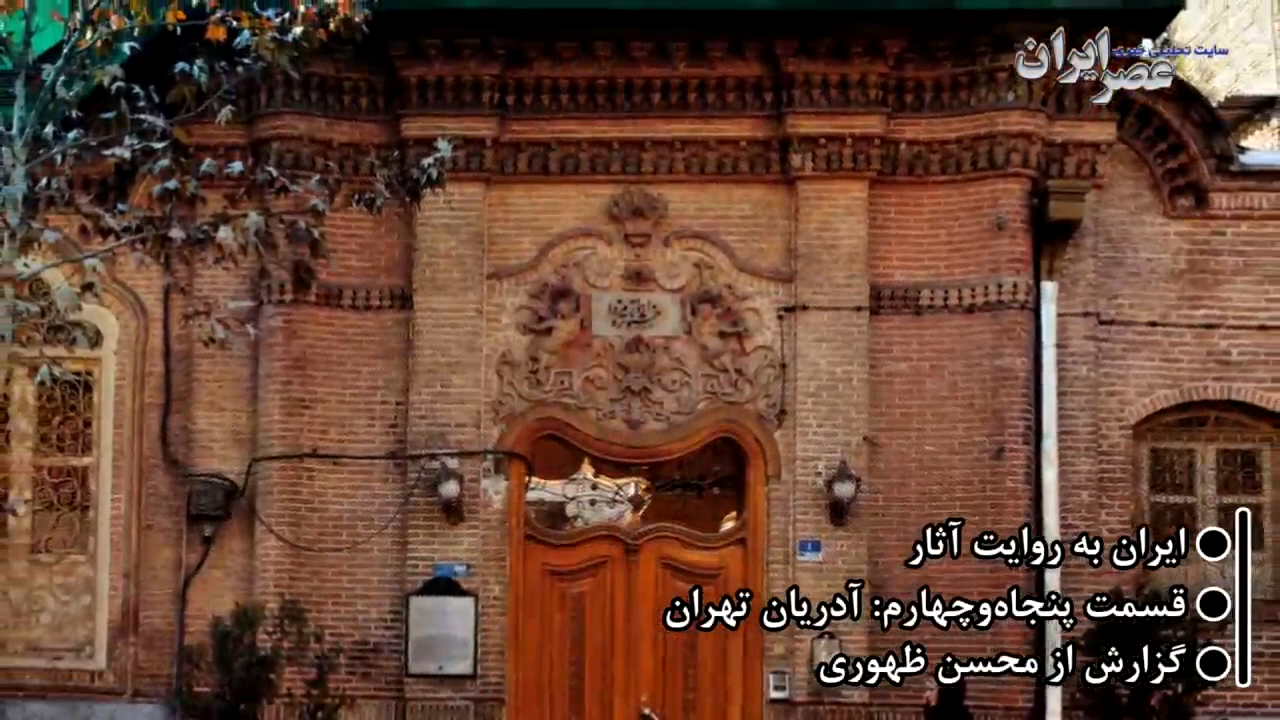 سایت تحلیلی خبری
عصر ایران
ایران به روایت آثار
قسمت پنجاه‌وچهارم: آدریان تهران
گزارش از محسن ظهوری